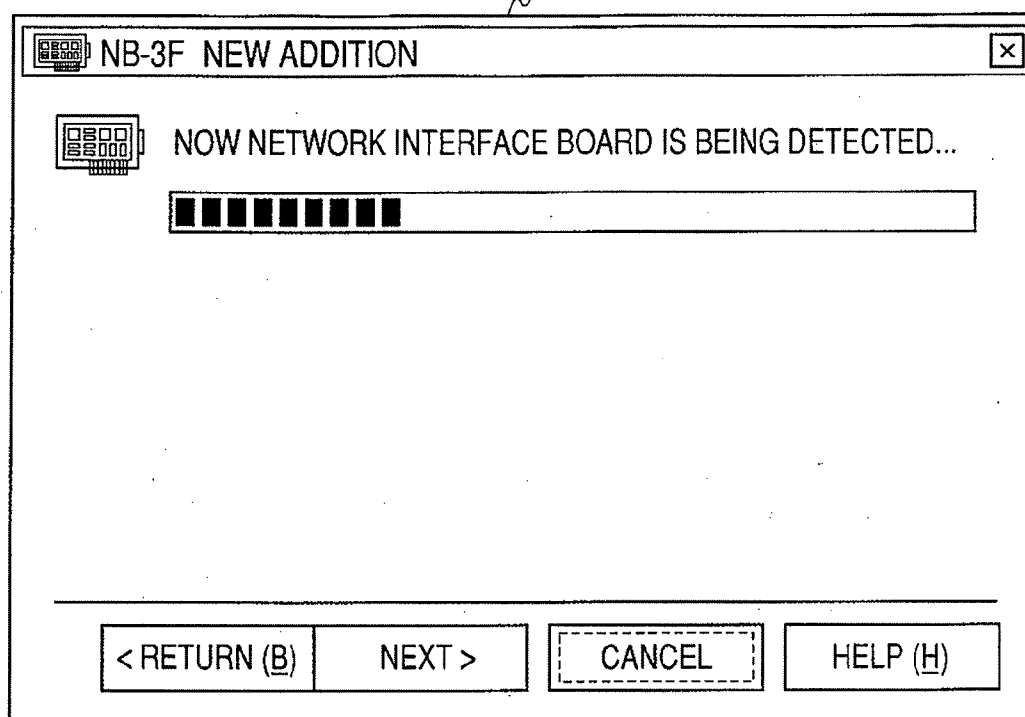 NB-3F NEW ADDITION
NOW NETWORK INTERFACE BOARD IS BEING DETECTED...
< RETURN (B) NEXT > CANCEL HELP (H)